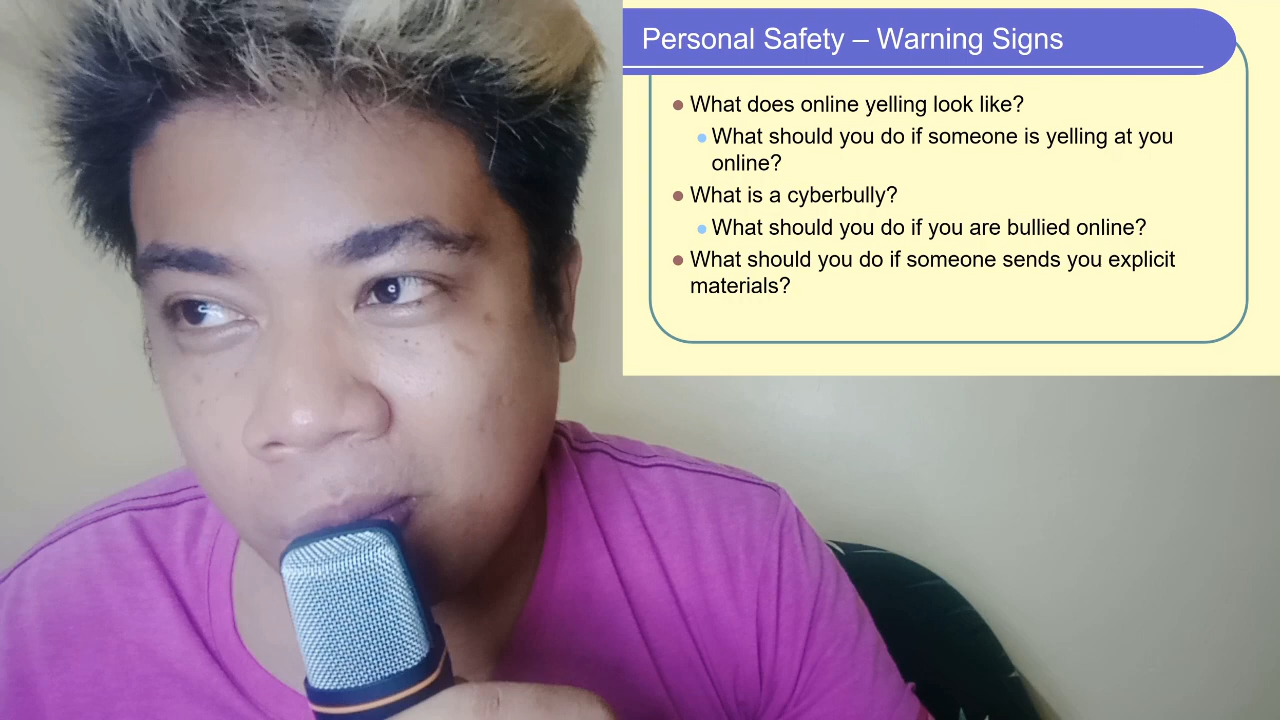 Personal Safety – Warning Signs
What does online yelling look like?
What should you do if someone is yelling at you
online?
What is a cyberbully?
What should you do if you are bullied online?
What should you do if someone sends you explicit
materials?